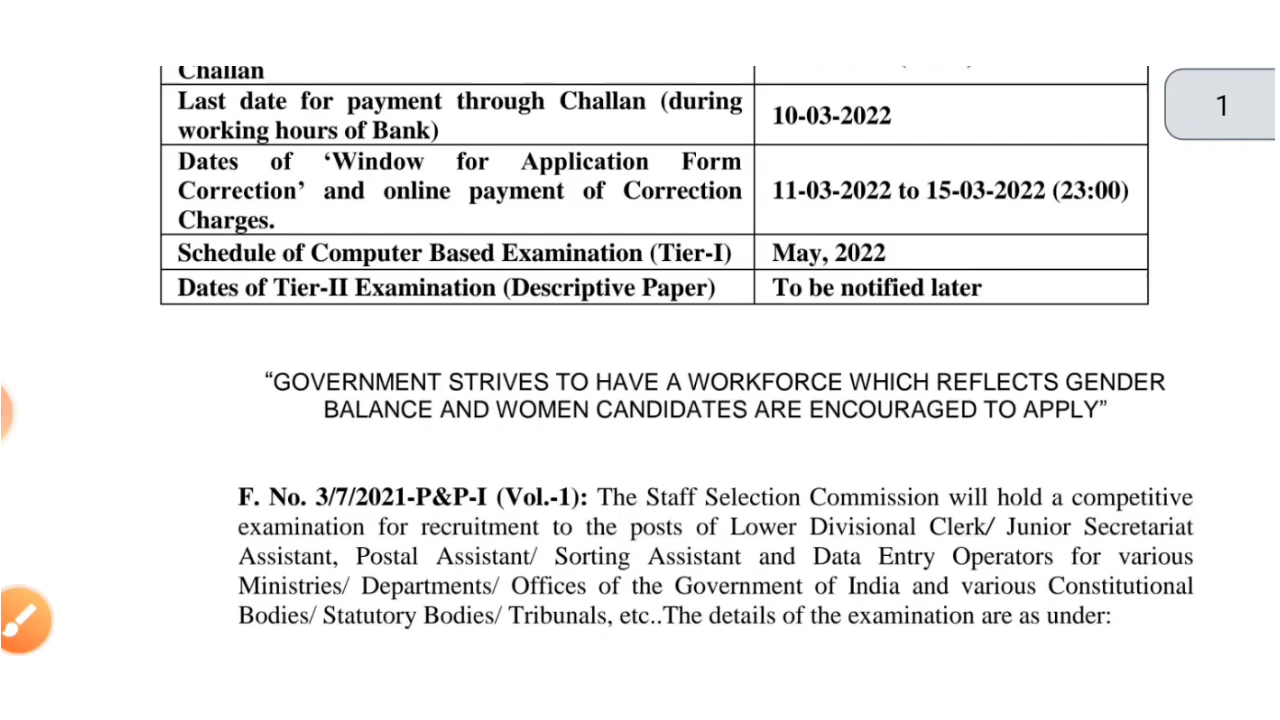 Challan
Last date for payment through Challan (during
working hours of Bank)
10-03-2022
Dates of ‘Window for Application Form
Correction’ and online payment of Correction
Charges.
11-03-2022 to 15-03-2022 (23:00)
Schedule of Computer Based Examination (Tier-I)
May, 2022
Dates of Tier-II Examination (Descriptive Paper)
To be notified later
1
“GOVERNMENT STRIVES TO HAVE A WORKFORCE WHICH REFLECTS GENDER
BALANCE AND WOMEN CANDIDATES ARE ENCOURAGED TO APPLY”
F. No. 3/7/2021-P&P-I (Vol.-1): The Staff Selection Commission will hold a competitive
examination for recruitment to the posts of Lower Divisional Clerk/ Junior Secretariat
Assistant, Postal Assistant/ Sorting Assistant and Data Entry Operators for various
Ministries/ Departments/ Offices of the Government of India and various Constitutional
Bodies/ Statutory Bodies/ Tribunals, etc..The details of the examination are as under: